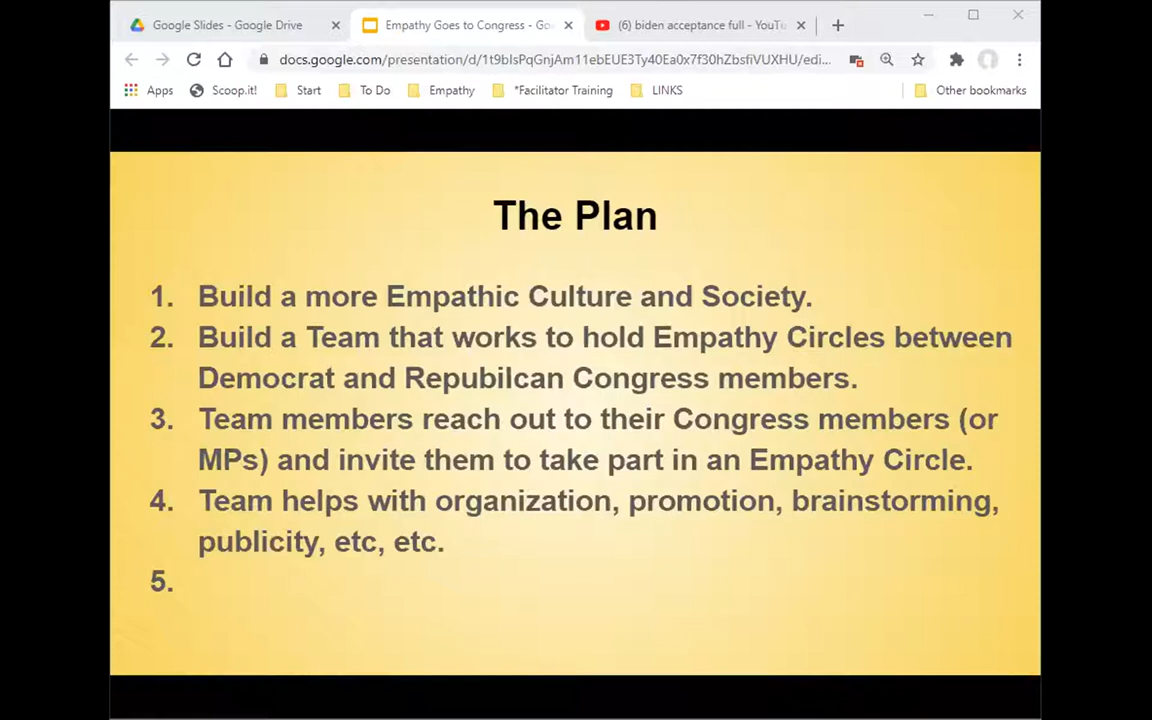 Google Slides - Google Drive
Empathy Goes to Congress - Go
(6) biden acceptance full - YouTu
docs.google.com/presentation/d/1t9blsPqGnjAm11ebEUE3Ty40Ea0x7f30hZbsfiVUXHU/edi...
Apps
Scoop.it!
Start
To Do
Empathy
*Facilitator Training
LINKS
Other bookmarks
The Plan
1. Build a more Empathic Culture and Society.
2. Build a Team that works to hold Empathy Circles between
Democrat and Repubilcan Congress members.
3. Team members reach out to their Congress members (or
MPs) and invite them to take part in an Empathy Circle.
4. Team helps with organization, promotion, brainstorming,
publicity, etc, etc.
5.